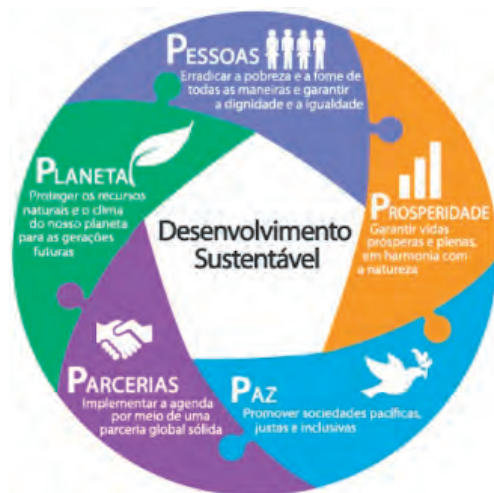 PESSOAS
Erradicar a pobreza e a fome de
todas as maneiras e garantir
a dignidade e a igualdade
PLANETA
Proteger os recursos
naturais e o clima
do nosso planeta
para as gerações
futuras
Desenvolvimento
Sustentável
PROSPERIDADE
Garantir vidas
prósperas e plenas,
em harmonia com
a natureza
PARCERIAS
Implementar a agenda
por meio de uma
parceria global sólida
PAZ
Promover sociedades pacíficas,
justas e inclusivas